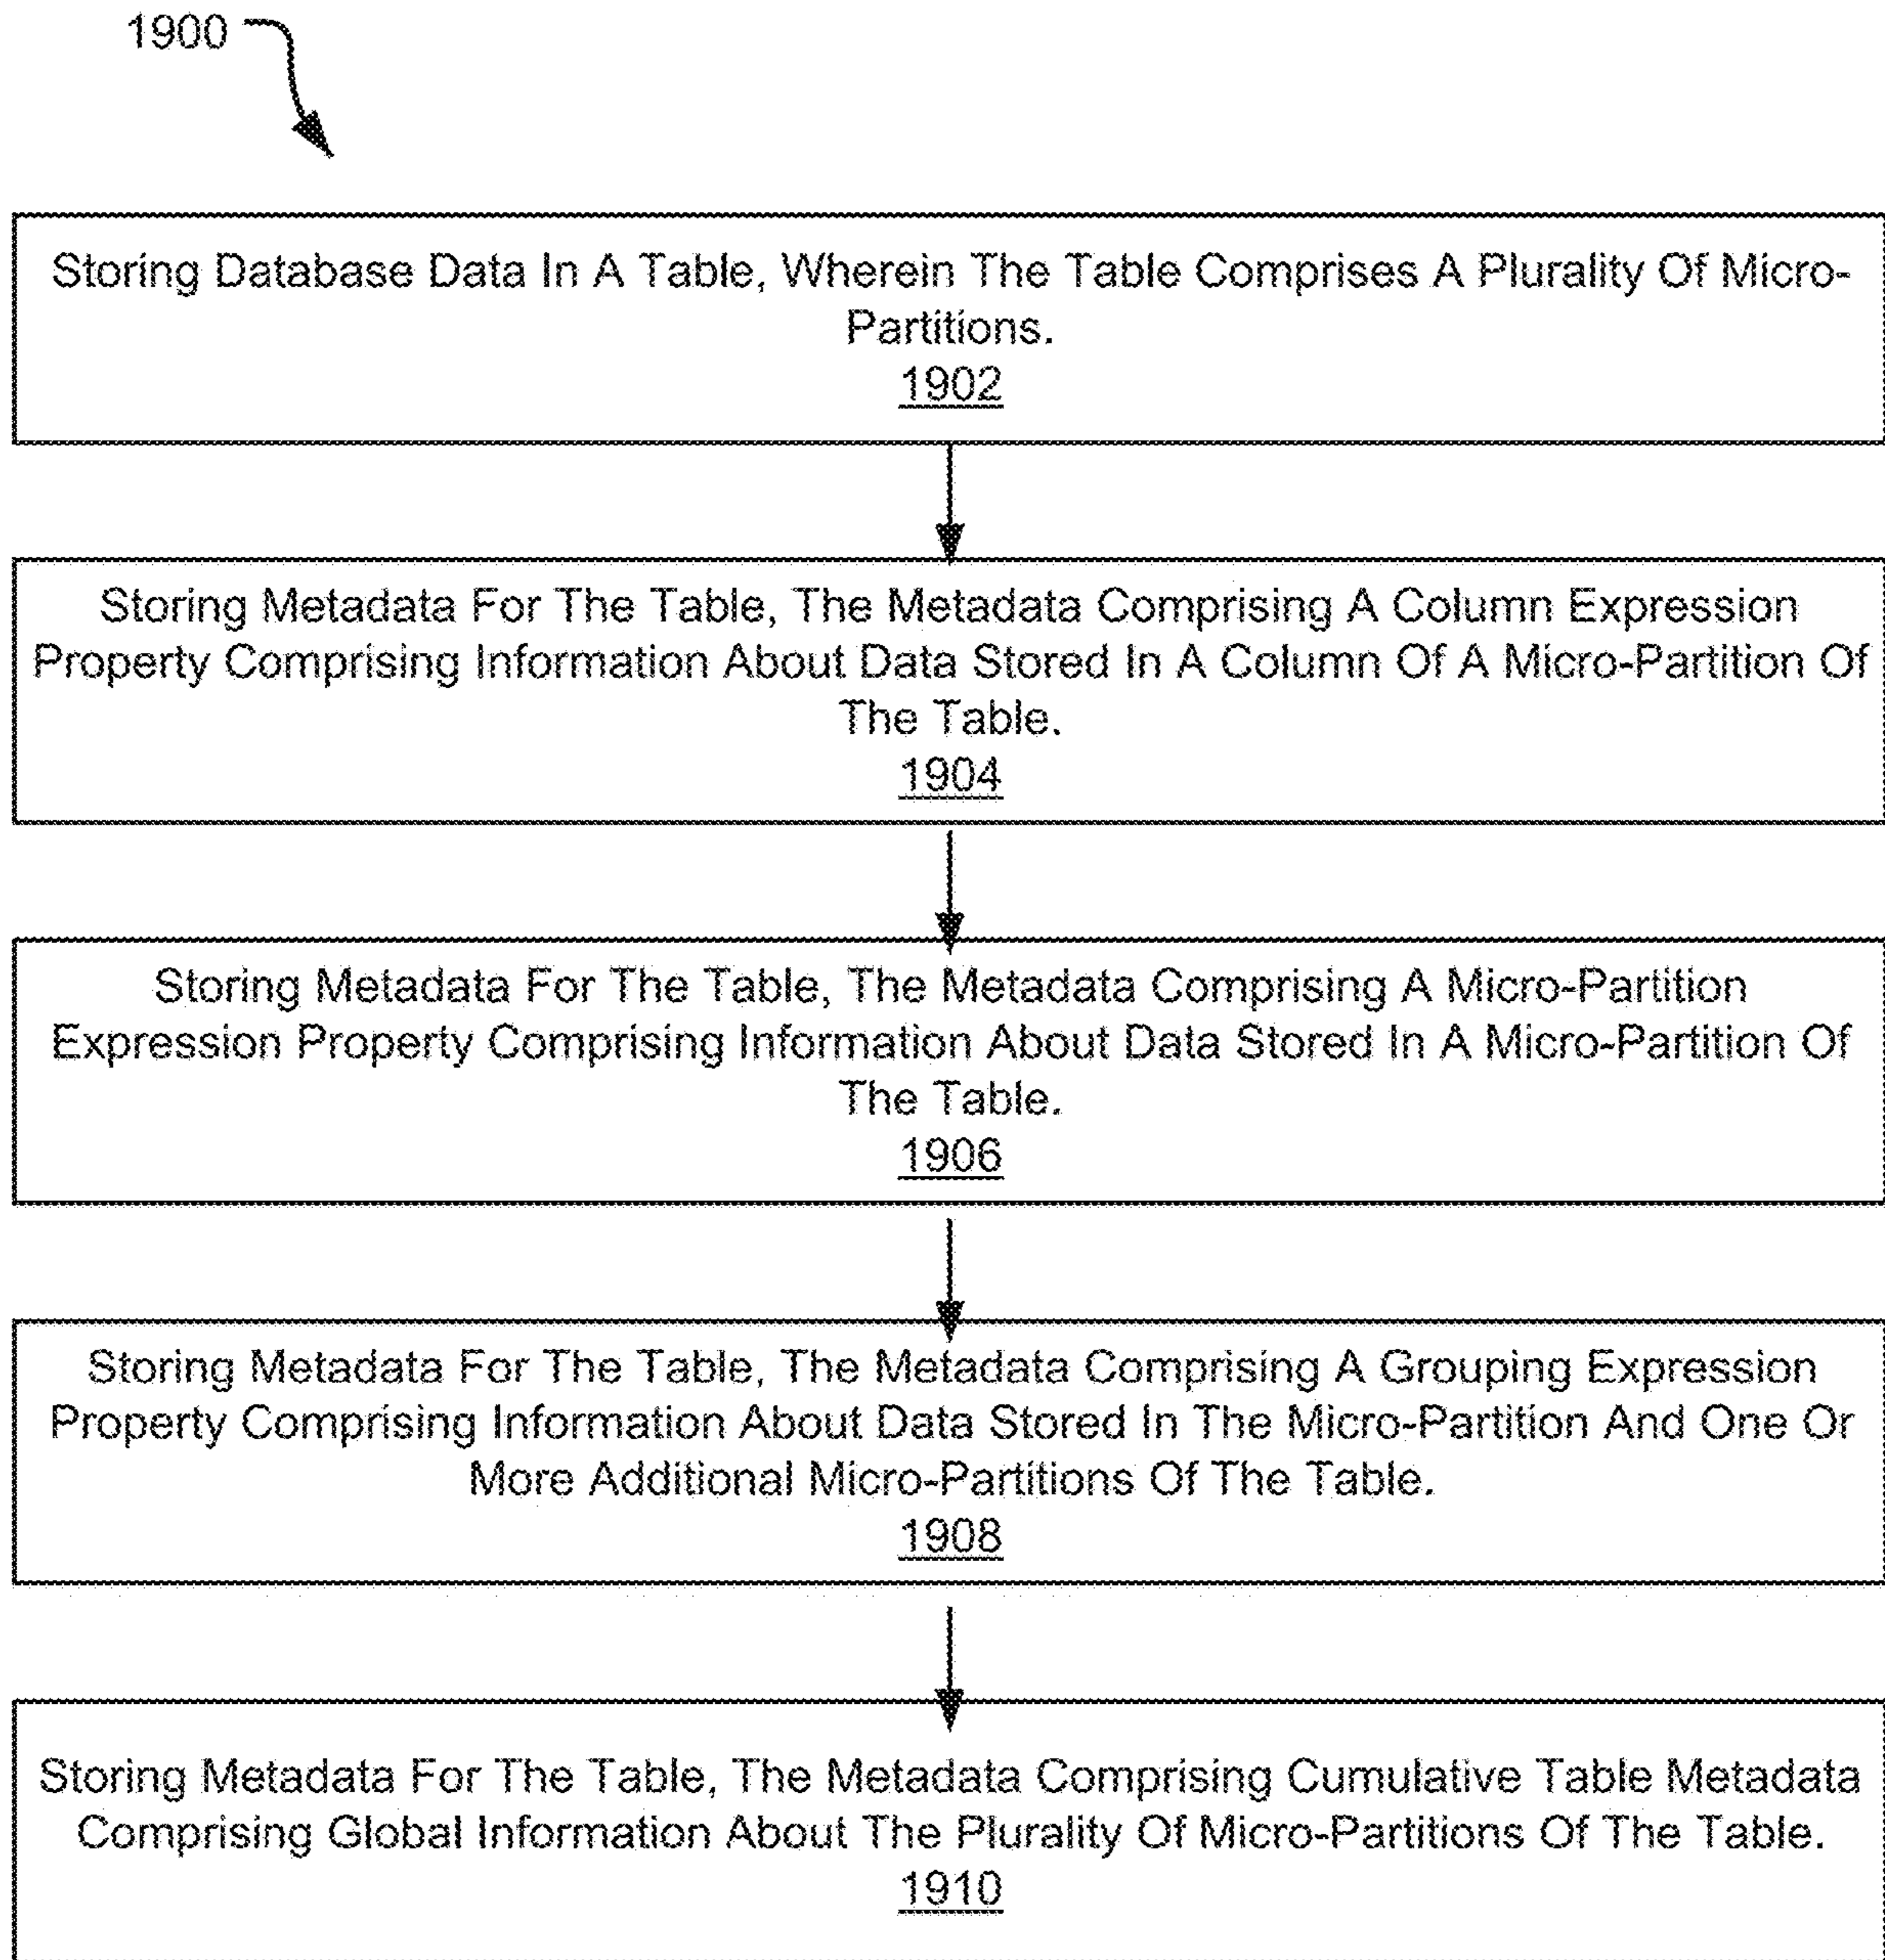 1900
Storing Database Data In A Table, Wherein The Table Comprises A Plurality Of Micro-
Partitions.
1902
Storing Metadata For The Table, The Metadata Comprising A Column Expression
Property Comprising Information About Data Stored In A Column Of A Micro-Partition Of
The Table.
1904
Storing Metadata For The Table, The Metadata Comprising A Micro-Partition
Expression Property Comprising Information About Data Stored In A Micro-Partition Of
The Table.
1906
Storing Metadata For The Table, The Metadata Comprising A Grouping Expression
Property Comprising Information About Data Stored In The Micro-Partition And One Or
More Additional Micro-Partitions Of The Table.
1908
Storing Metadata For The Table, The Metadata Comprising Cumulative Table Metadata
Comprising Global Information About The Plurality Of Micro-Partitions Of The Table.
1910